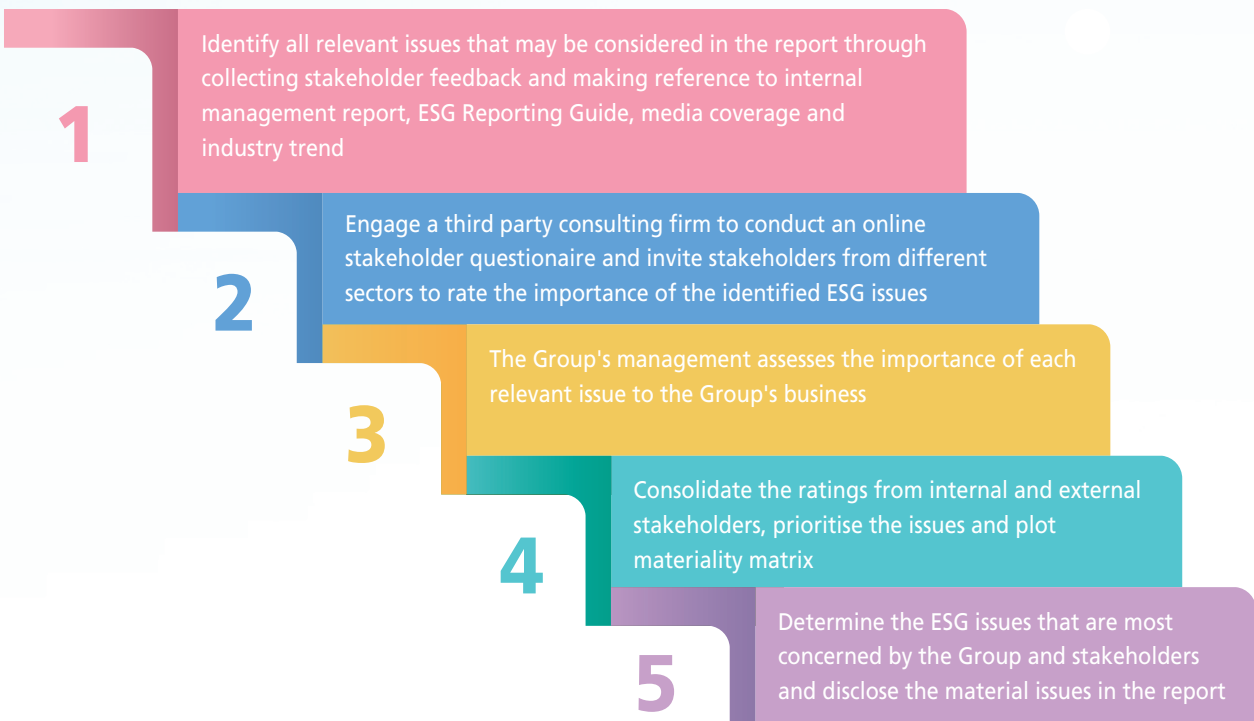 1
Identify all relevant issues that may be considered in the report through
collecting stakeholder feedback and making reference to internal
management report, ESG Reporting Guide, media coverage and
industry trend
2
Engage a third party consulting firm to conduct an online
stakeholder questionaire and invite stakeholders from different
sectors to rate the importance of the identified ESG issues
3
The Group's management assesses the importance of each
relevant issue to the Group's business
4
Consolidate the ratings from internal and external
stakeholders, prioritise the issues and plot
materiality matrix
5
Determine the ESG issues that are most
concerned by the Group and stakeholders
and disclose the material issues in the report